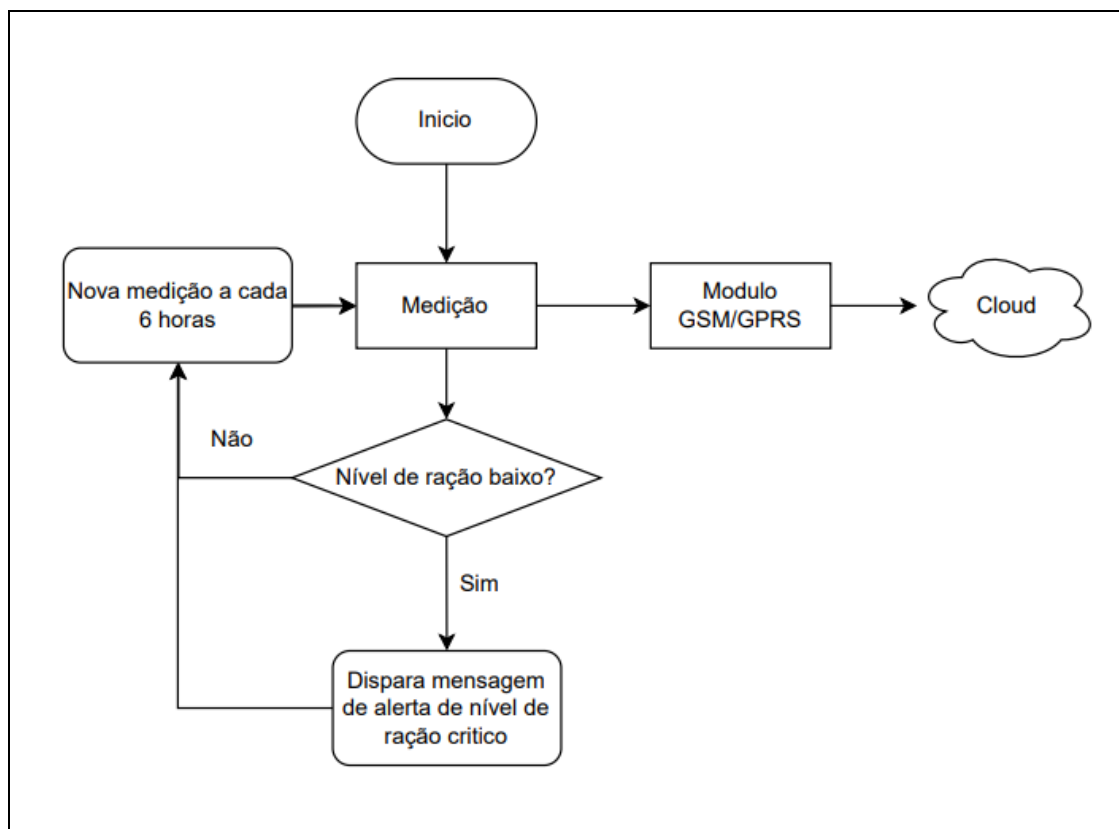 Inicio
Nova medição a cada
6 horas
Medição
Modulo
GSM/GPRS
Cloud
Não
Nível de ração baixo?
Sim
Dispara mensagem
de alerta de nível de
ração critico